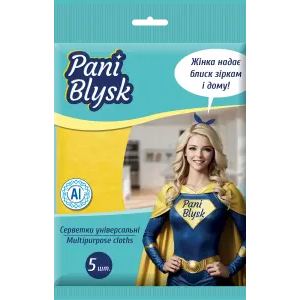 Pani
Blysk
Жінка надає
блиск зіркам
і дому!
AI
Pani
Blysk
Серветки універсальні
Multipurpose cloths
5 шт.